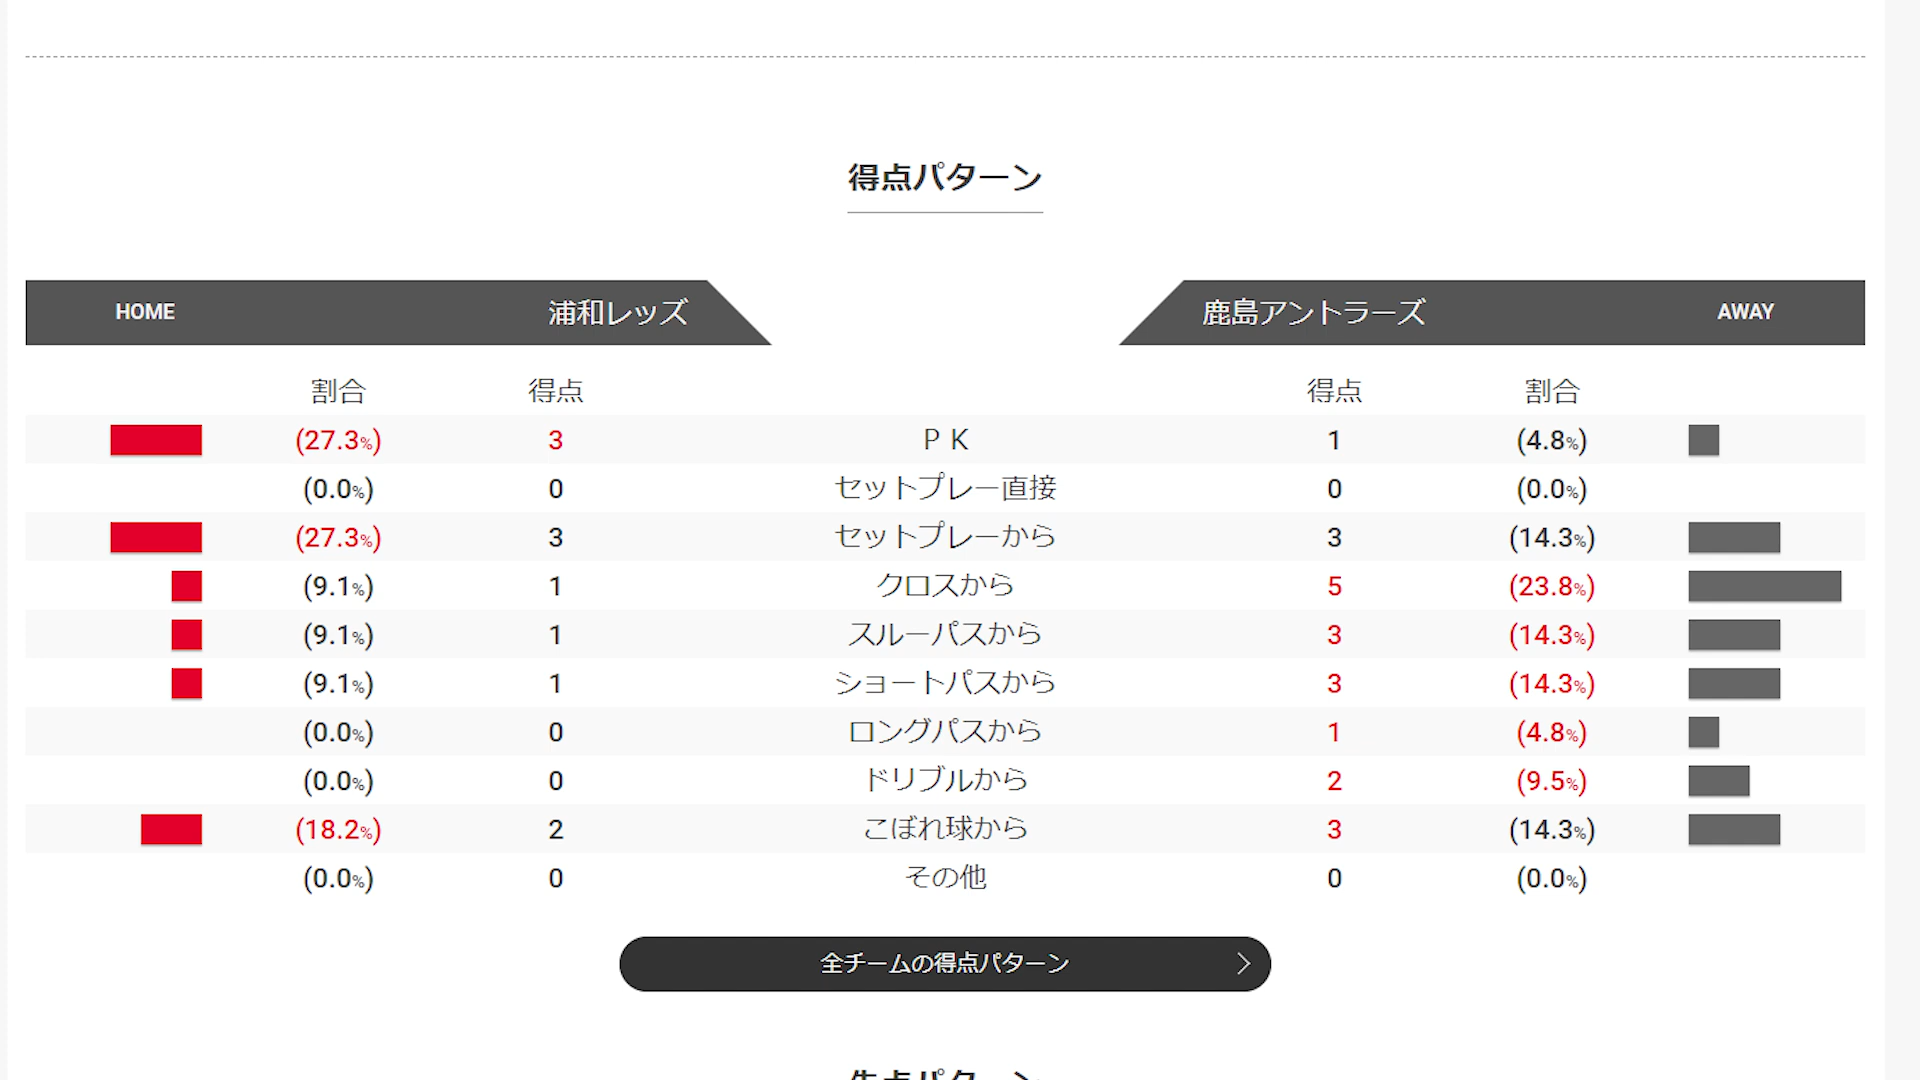 得点パターン
HOME 浦和レッズ 鹿島アントラーズ AWAY
割合 得点 得点 割合
(27.3%) 3 ＰＫ 1 (4.8%)
(0.0%) 0 セットプレー直接 0 (0.0%)
(27.3%) 3 セットプレーから 3 (14.3%)
(9.1%) 1 クロスから 5 (23.8%)
(9.1%) 1 スルーパスから 3 (14.3%)
(9.1%) 1 ショートパスから 3 (14.3%)
(0.0%) 0 ロングパスから 1 (4.8%)
(0.0%) 0 ドリブルから 2 (9.5%)
(18.2%) 2 こぼれ球から 3 (14.3%)
(0.0%) 0 その他 0 (0.0%)
全チームの得点パターン
失点パターン